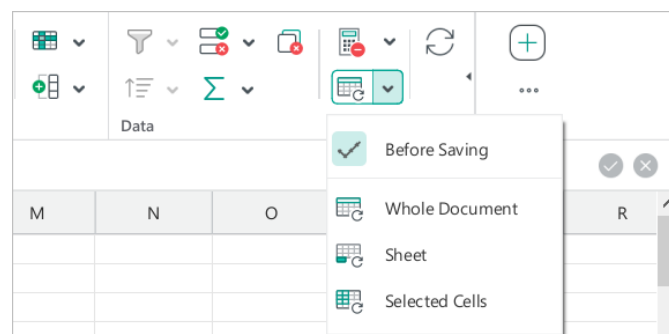 Data
Before Saving
M N O R
Whole Document
Sheet
Selected Cells